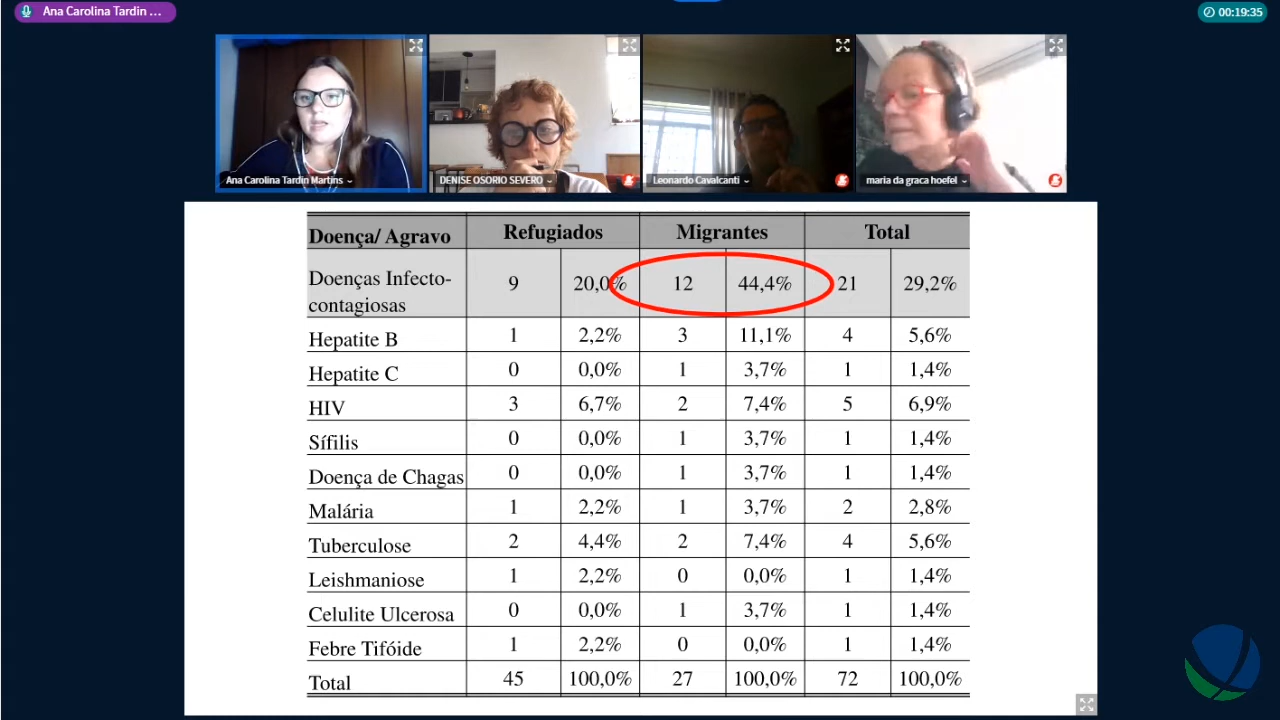 Ana Carolina Tardin ...
00:19:35
Ana Carolina Tardin Martins
DENISE OSORIO SEVERO
Leonardo Cavalcanti
maria da graca hoefel
Doença/ Agravo Refugiados Migrantes Total
Doenças Infecto-
contagiosas 9 20,0% 12 44,4% 21 29,2%
Hepatite B 1 2,2% 3 11,1% 4 5,6%
Hepatite C 0 0,0% 1 3,7% 1 1,4%
HIV 3 6,7% 2 7,4% 5 6,9%
Sífilis 0 0,0% 1 3,7% 1 1,4%
Doença de Chagas 0 0,0% 1 3,7% 1 1,4%
Malária 1 2,2% 1 3,7% 2 2,8%
Tuberculose 2 4,4% 2 7,4% 4 5,6%
Leishmaniose 1 2,2% 0 0,0% 1 1,4%
Celulite Ulcerosa 0 0,0% 1 3,7% 1 1,4%
Febre Tifóide 1 2,2% 0 0,0% 1 1,4%
Total 45 100,0% 27 100,0% 72 100,0%